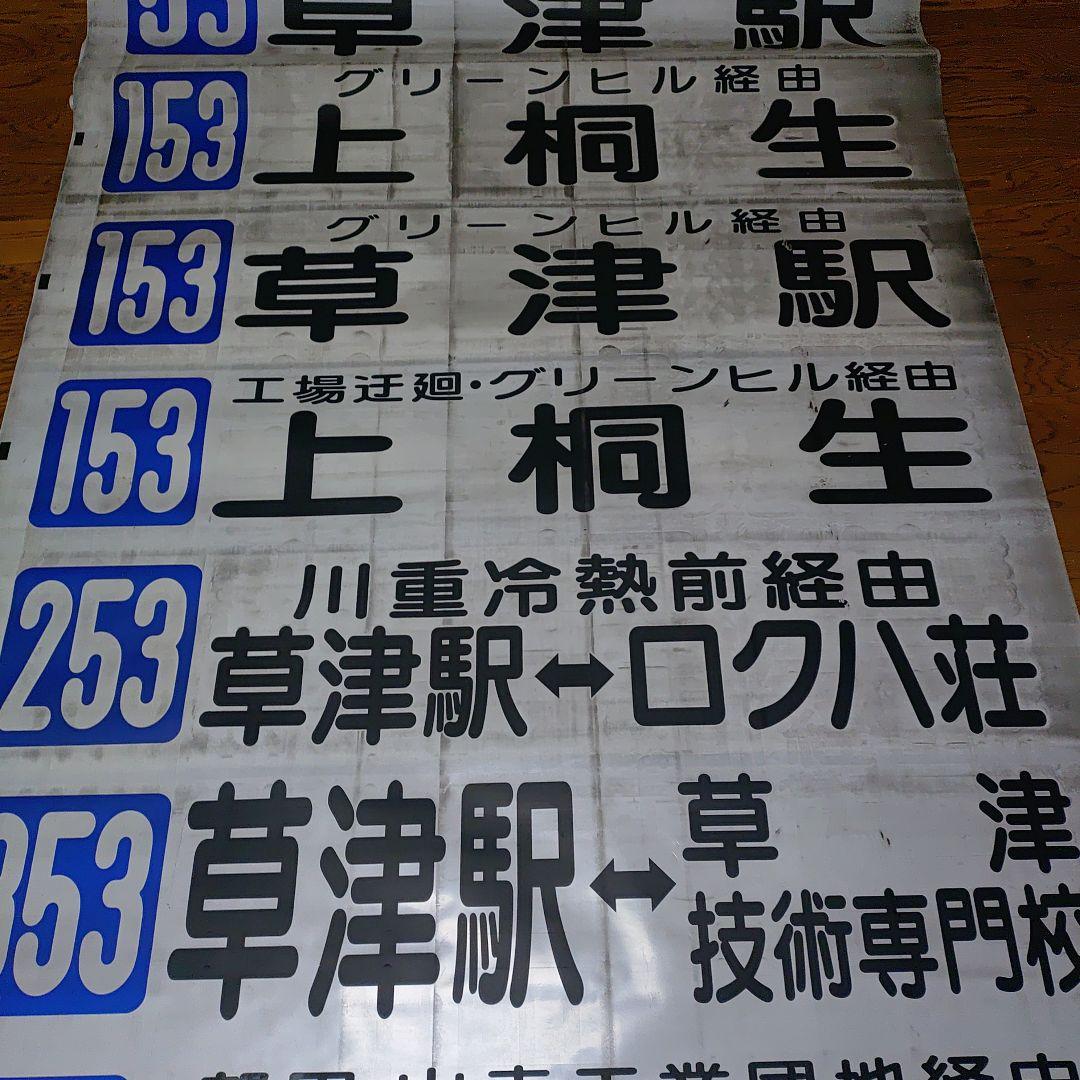 53 草津駅
グリーンヒル経由
153 上桐生
グリーンヒル経由
153 草津駅
工場迂廻・グリーンヒル経由
153 上桐生
川重冷熱前経由
253 草津駅↔ロクハ荘
353 草津駅↔草津
技術専門校